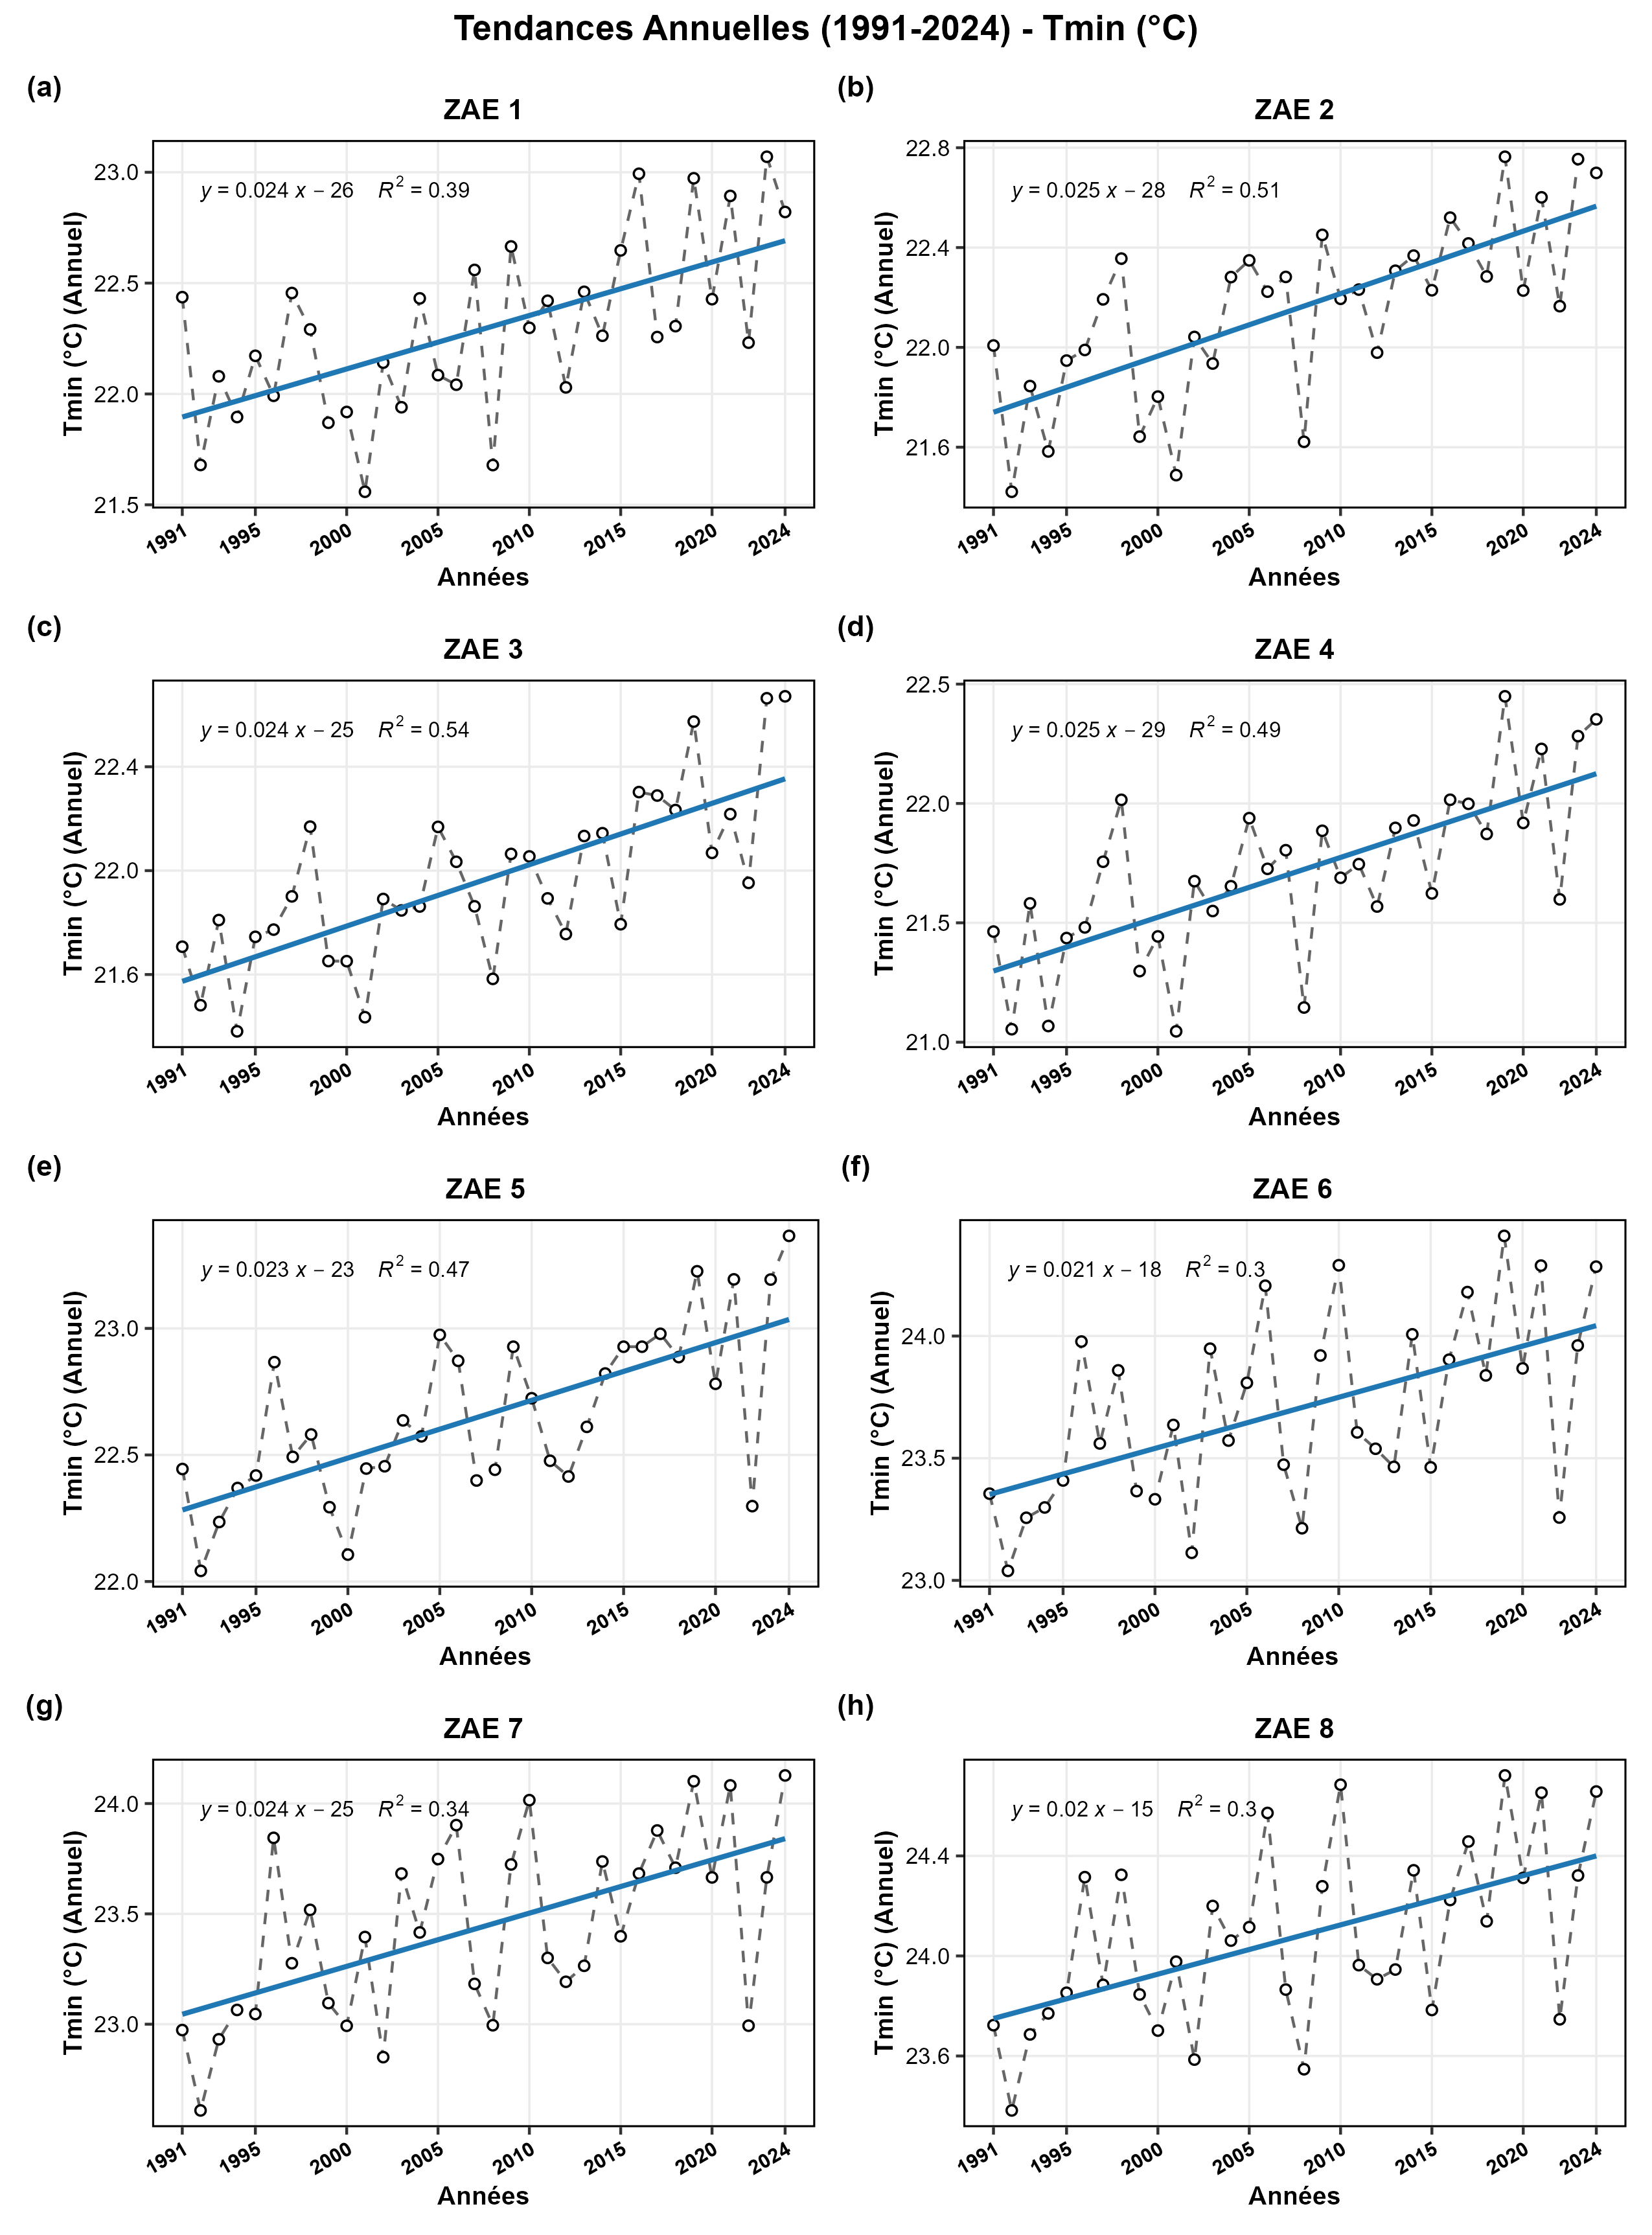 Tendances Annuelles (1991-2024) - Tmin (°C)
(a)
ZAE 1
y = 0.024 x − 26 R² = 0.39
Tmin (°C) (Annuel)
23.0
22.5
22.0
21.5
1991 1995 2000 2005 2010 2015 2020 2024
Années
(b)
ZAE 2
y = 0.025 x − 28 R² = 0.51
Tmin (°C) (Annuel)
22.8
22.4
22.0
21.6
1991 1995 2000 2005 2010 2015 2020 2024
Années
(c)
ZAE 3
y = 0.024 x − 25 R² = 0.54
Tmin (°C) (Annuel)
22.4
22.0
21.6
1991 1995 2000 2005 2010 2015 2020 2024
Années
(d)
ZAE 4
y = 0.025 x − 29 R² = 0.49
Tmin (°C) (Annuel)
22.5
22.0
21.5
21.0
1991 1995 2000 2005 2010 2015 2020 2024
Années
(e)
ZAE 5
y = 0.023 x − 23 R² = 0.47
Tmin (°C) (Annuel)
23.0
22.5
22.0
1991 1995 2000 2005 2010 2015 2020 2024
Années
(f)
ZAE 6
y = 0.021 x − 18 R² = 0.3
Tmin (°C) (Annuel)
24.0
23.5
23.0
1991 1995 2000 2005 2010 2015 2020 2024
Années
(g)
ZAE 7
y = 0.024 x − 25 R² = 0.34
Tmin (°C) (Annuel)
24.0
23.5
23.0
1991 1995 2000 2005 2010 2015 2020 2024
Années
(h)
ZAE 8
y = 0.02 x − 15 R² = 0.3
Tmin (°C) (Annuel)
24.4
24.0
23.6
1991 1995 2000 2005 2010 2015 2020 2024
Années